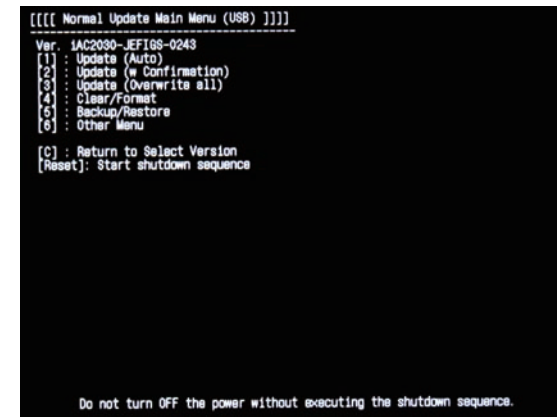 [[[[ Normal Update Main Menu (USB) ]]]]
Ver. iAC2030-JEFIGS-0243
[1] : Update (Auto)
[2] : Update (w Confirmation)
[3] : Update (Overwrite all)
[4] : Clear/Format
[5] : Backup/Restore
[6] : Other Menu
[C] : Return to Select Version
[Reset]: Start shutdown sequence
Do not turn OFF the power without executing the shutdown sequence.